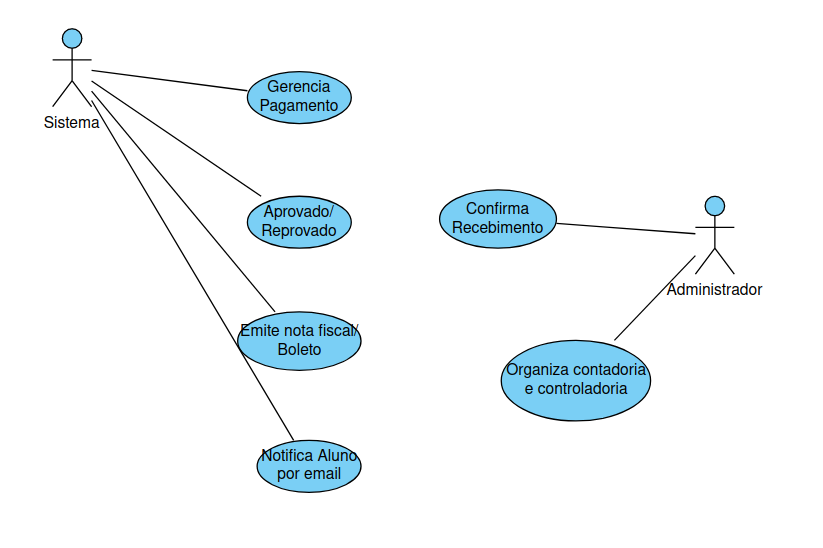 Sistema
Gerencia
Pagamento
Aprovado/
Reprovado
Emite nota fiscal/
Boleto
Notifica Aluno
por email
Confirma
Recebimento
Administrador
Organiza contadoria
e controladoria